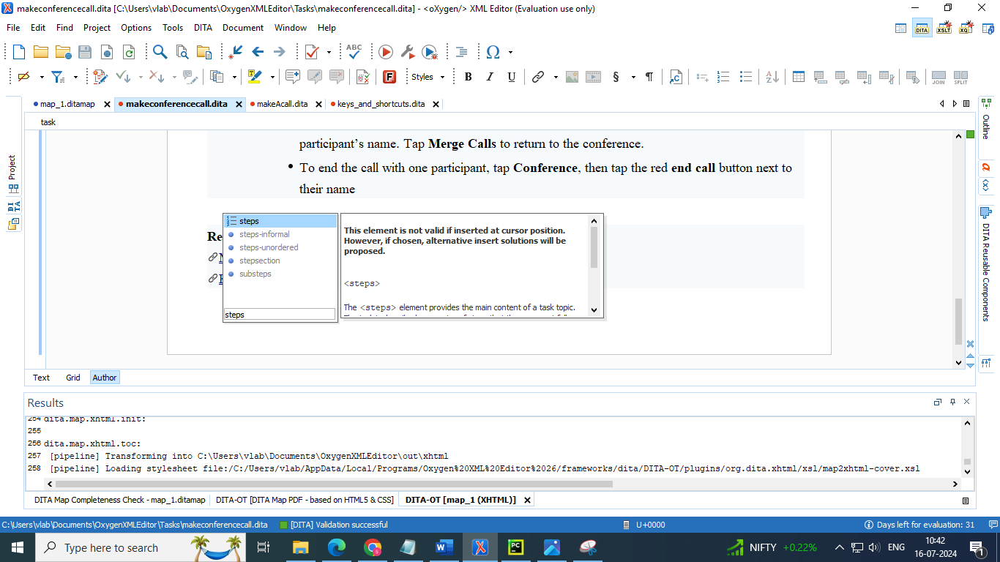 makeconferencecall.dita [C:\Users\vlab\Documents\OxygenXMLEditor\Tasks\makeconferencecall.dita] - <oXygen/> XML Editor (Evaluation use only)
File Edit Find Project Options Tools DITA Document Window Help
DITA XSLT XQ
ABC
F Styles B I U § ¶ JOIN SPLIT
map_1.ditamap makeconferencecall.dita makeAcall.dita keys_and_shortcuts.dita
task
Project
DITA
Outline
DITA Reusable Components
participant’s name. Tap Merge Calls to return to the conference.
• To end the call with one participant, tap Conference, then tap the red end call button next to
their name
Re
steps
steps-informal
steps-unordered
stepsection
substeps
steps
This element is not valid if inserted at cursor position.
However, if chosen, alternative insert solutions will be
proposed.
<steps>
The <steps> element provides the main content of a task topic.
Text Grid Author
Results
254 dita.map.xhtml.init:
255
256 dita.map.xhtml.toc:
257 [pipeline] Transforming into C:\Users\vlab\Documents\OxygenXMLEditor\out\xhtml
258 [pipeline] Loading stylesheet file:/C:/Users/vlab/AppData/Local/Programs/Oxygen%20XML%20Editor%2026/frameworks/dita/DITA-OT/plugins/org.dita.xhtml/xsl/map2xhtml-cover.xsl
DITA Map Completeness Check - map_1.ditamap DITA-OT [DITA Map PDF - based on HTML5 & CSS] DITA-OT [map_1 (XHTML)]
C:\Users\vlab\Documents\OxygenXMLEditor\Tasks\makeconferencecall.dita [DITA] Validation successful U+0000 Days left for evaluation: 31
Type here to search NIFTY +0.22% ENG 10:42
16-07-2024
1